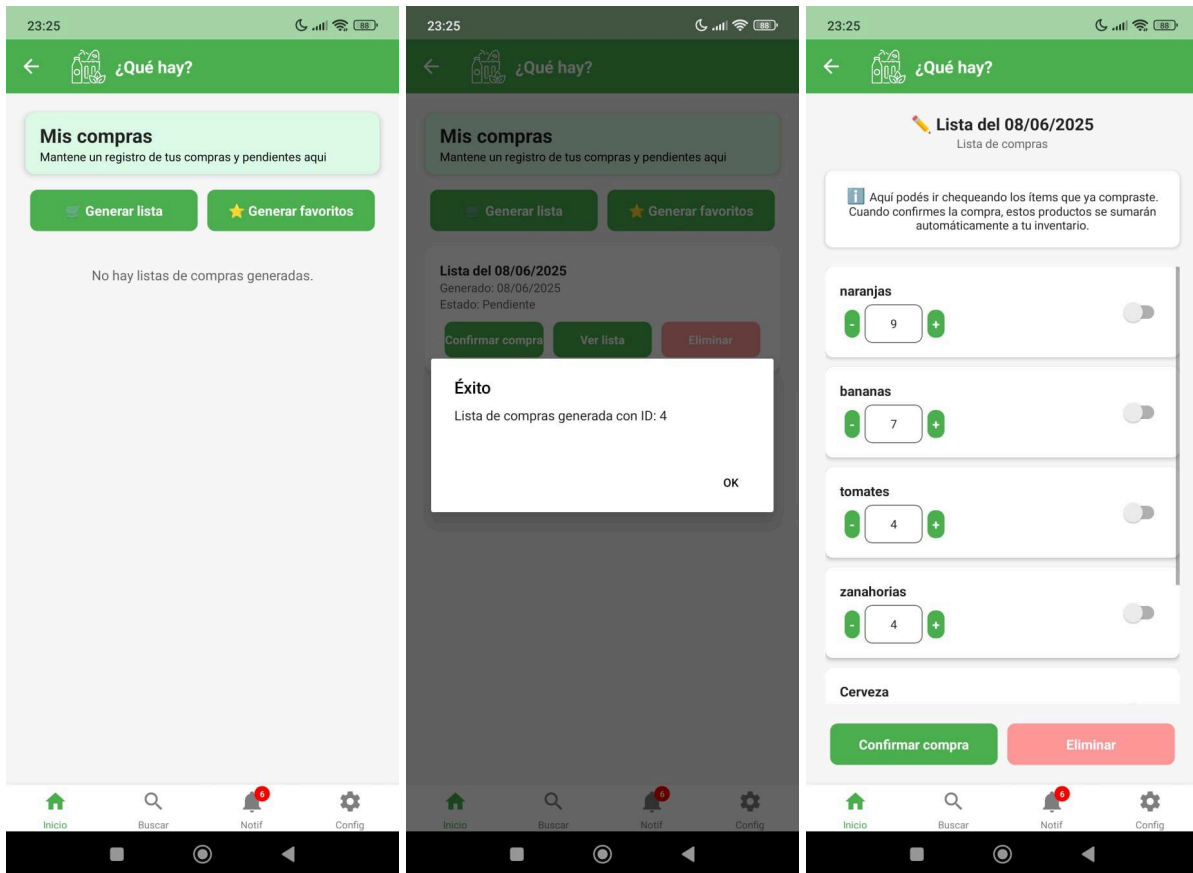 23:25
88
¿Qué hay?
Mis compras
Mantene un registro de tus compras y pendientes aqui
Generar lista
Generar favoritos
No hay listas de compras generadas.
6
Inicio
Buscar
Notif
Config
23:25
88
¿Qué hay?
Mis compras
Mantene un registro de tus compras y pendientes aqui
Generar lista
Generar favoritos
Lista del 08/06/2025
Generado: 08/06/2025
Estado: Pendiente
Confirmar compra
Ver lista
Eliminar
Éxito
Lista de compras generada con ID: 4
OK
6
Inicio
Buscar
Notif
Config
23:25
88
¿Qué hay?
Lista del 08/06/2025
Lista de compras
Aquí podés ir chequeando los ítems que ya compraste.
Cuando confirmes la compra, estos productos se sumarán
automáticamente a tu inventario.
naranjas
- 9 +
bananas
- 7 +
tomates
- 4 +
zanahorias
- 4 +
Cerveza
Confirmar compra
Eliminar
6
Inicio
Buscar
Notif
Config